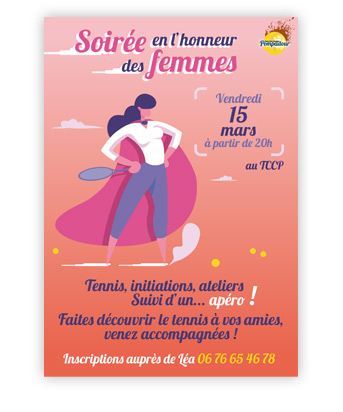 Soirée en l'honneur
des femmes
Pompadour
Vendredi
15
mars
à partir de 20h
au TCCP
Tennis, initiations, ateliers
Suivi d'un... apéro !
Faites découvrir le tennis à vos amies,
venez accompagnées !
Inscriptions auprès de Léa 06 76 65 46 78